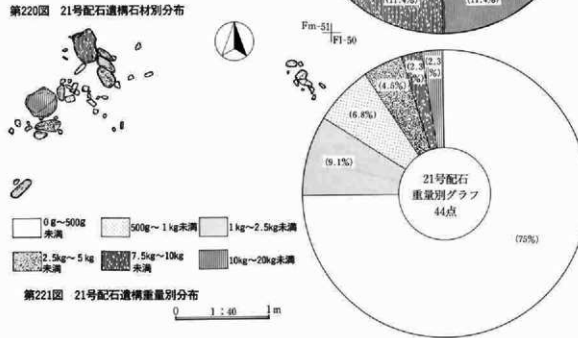 第220図 21号配石遺構石材別分布
(11.4%)
(11.4%)
Fm-51
Fl-50
(2.3%)
(2.3%)
(4.5%)
(6.8%)
(9.1%)
21号配石
重量別グラフ
44点
(75%)
0g~500g
未満
500g~1kg未満
1kg~2.5kg未満
2.5kg~5kg
未満
7.5kg~10kg
未満
10kg~20kg未満
第221図 21号配石遺構重量別分布
0 1:40 1m